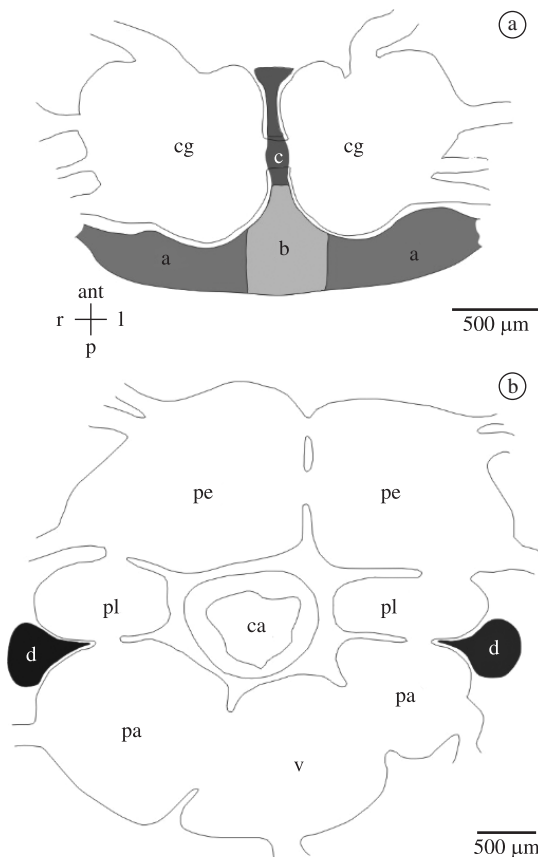 a
cg cg
c
a b a
ant
r l
p
500 μm
b
pe pe
pl pl
ca
d d
pa
pa
v
500 μm